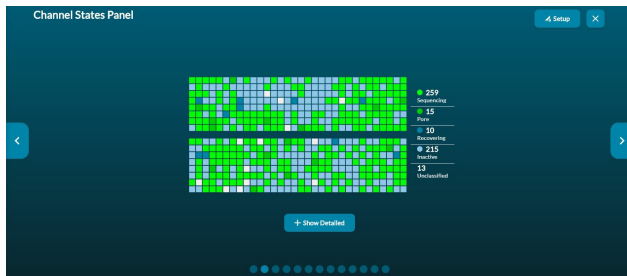 Channel States Panel
Setup
259
Sequencing
15
Pore
10
Recovering
215
Inactive
13
Unclassified
+ Show Detailed